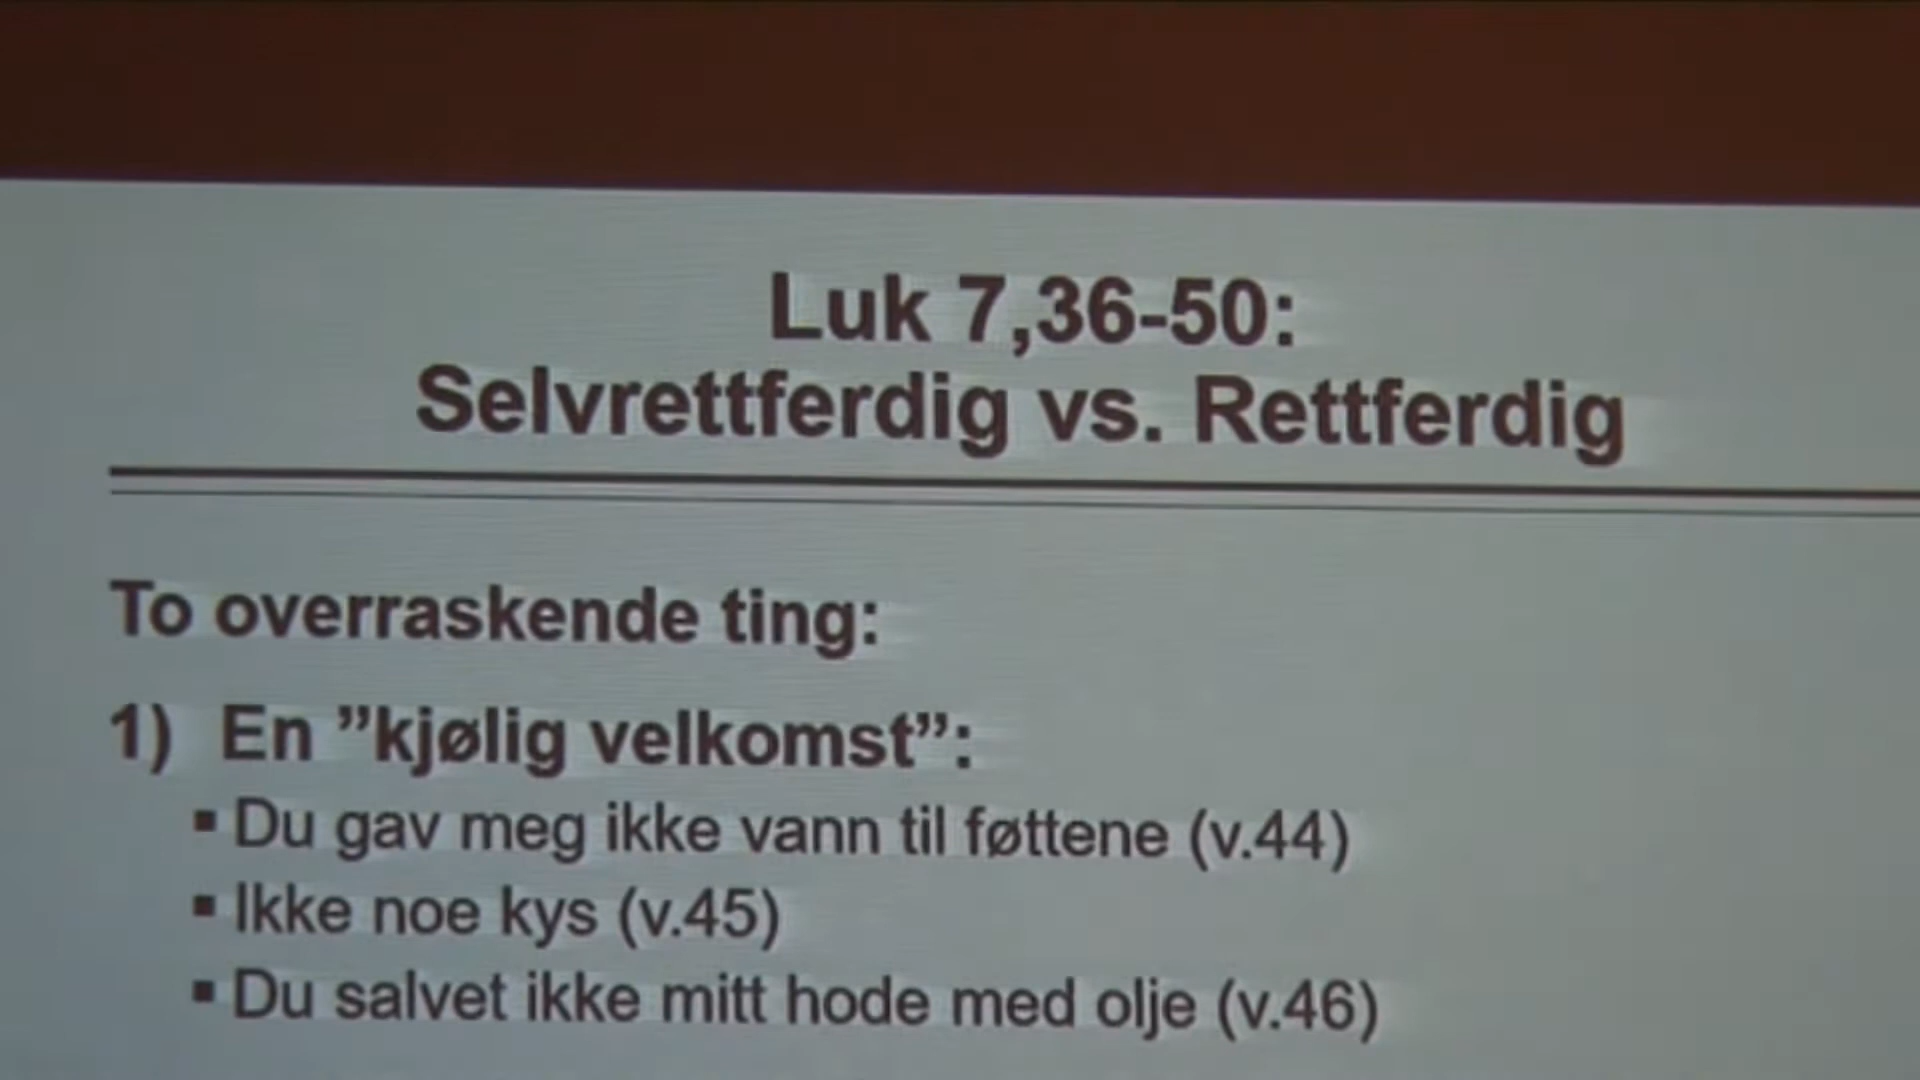 Luk 7,36-50:
Selvrettferdig vs. Rettferdig
To overraskende ting:
1) En ”kjølig velkomst”:
▪ Du gav meg ikke vann til føttene (v.44)
▪ Ikke noe kys (v.45)
▪ Du salvet ikke mitt hode med olje (v.46)